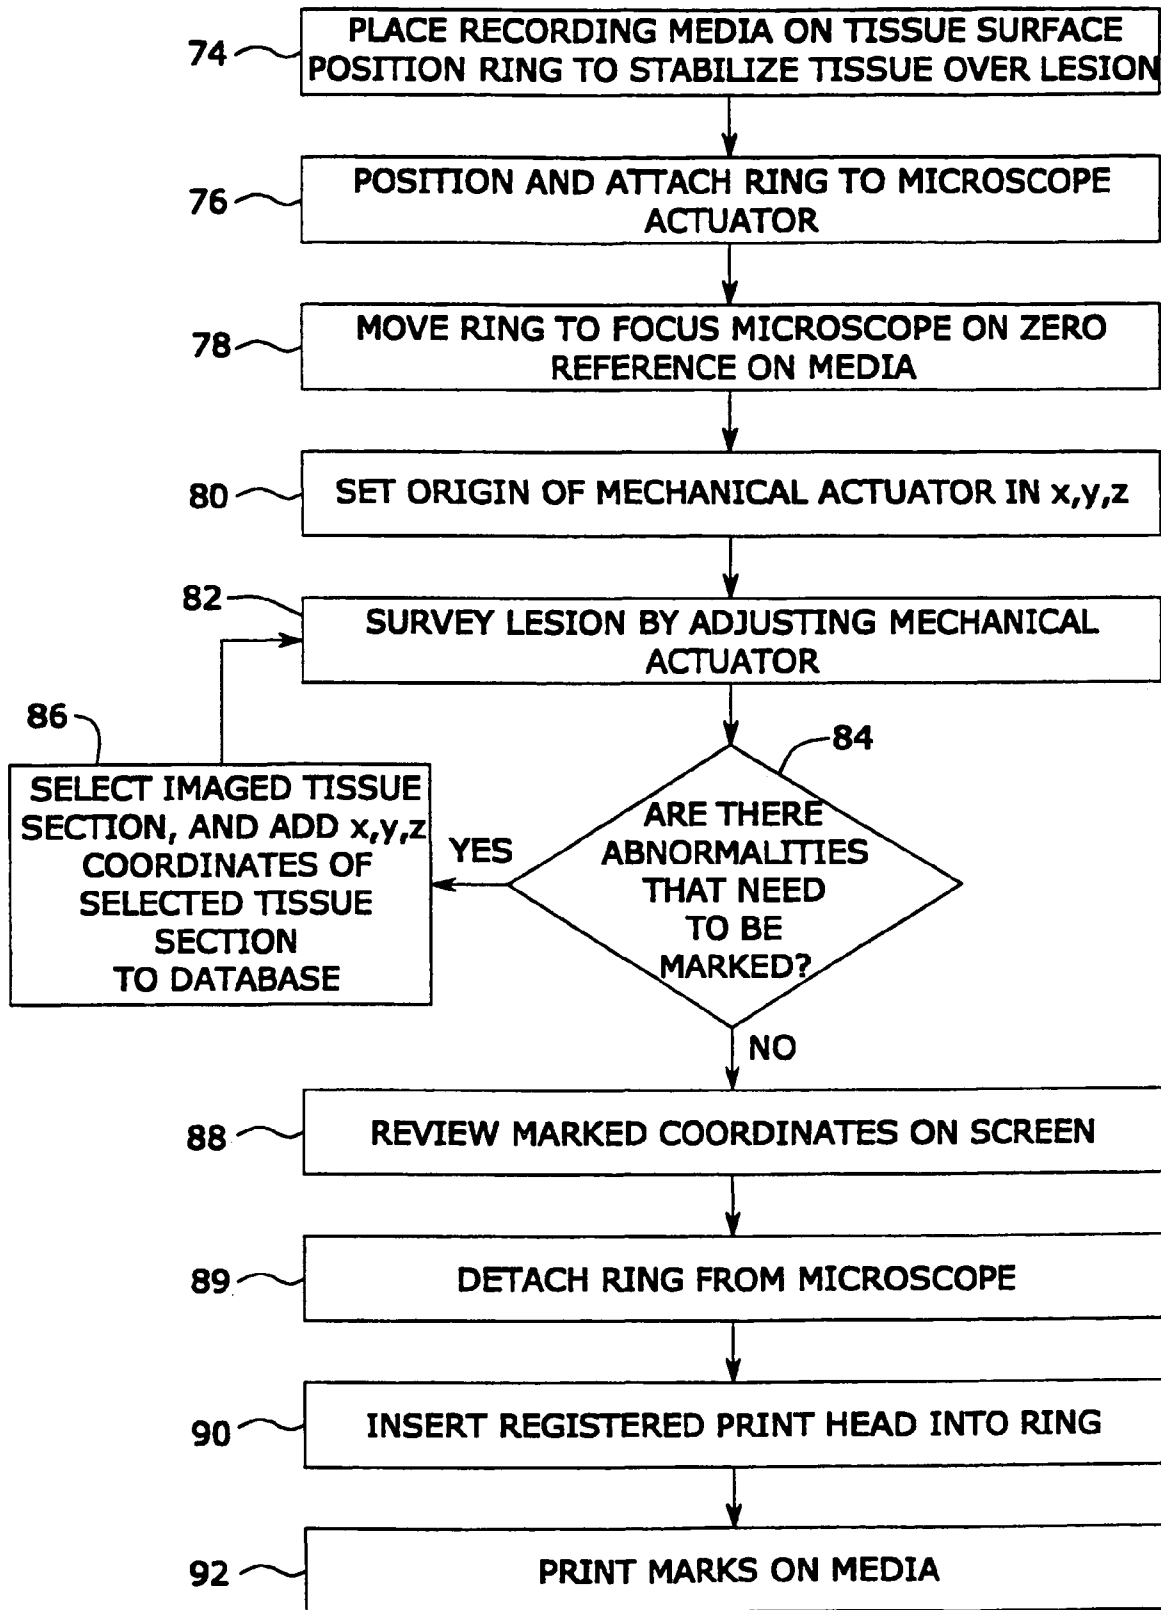 74
PLACE RECORDING MEDIA ON TISSUE SURFACE
POSITION RING TO STABILIZE TISSUE OVER LESION
76
POSITION AND ATTACH RING TO MICROSCOPE
ACTUATOR
78
MOVE RING TO FOCUS MICROSCOPE ON ZERO
REFERENCE ON MEDIA
80
SET ORIGIN OF MECHANICAL ACTUATOR IN x,y,z
82
SURVEY LESION BY ADJUSTING MECHANICAL
ACTUATOR
84
ARE THERE
ABNORMALITIES
THAT NEED
TO BE
MARKED?
YES
86
SELECT IMAGED TISSUE
SECTION, AND ADD x,y,z
COORDINATES OF
SELECTED TISSUE
SECTION
TO DATABASE
NO
88
REVIEW MARKED COORDINATES ON SCREEN
89
DETACH RING FROM MICROSCOPE
90
INSERT REGISTERED PRINT HEAD INTO RING
92
PRINT MARKS ON MEDIA